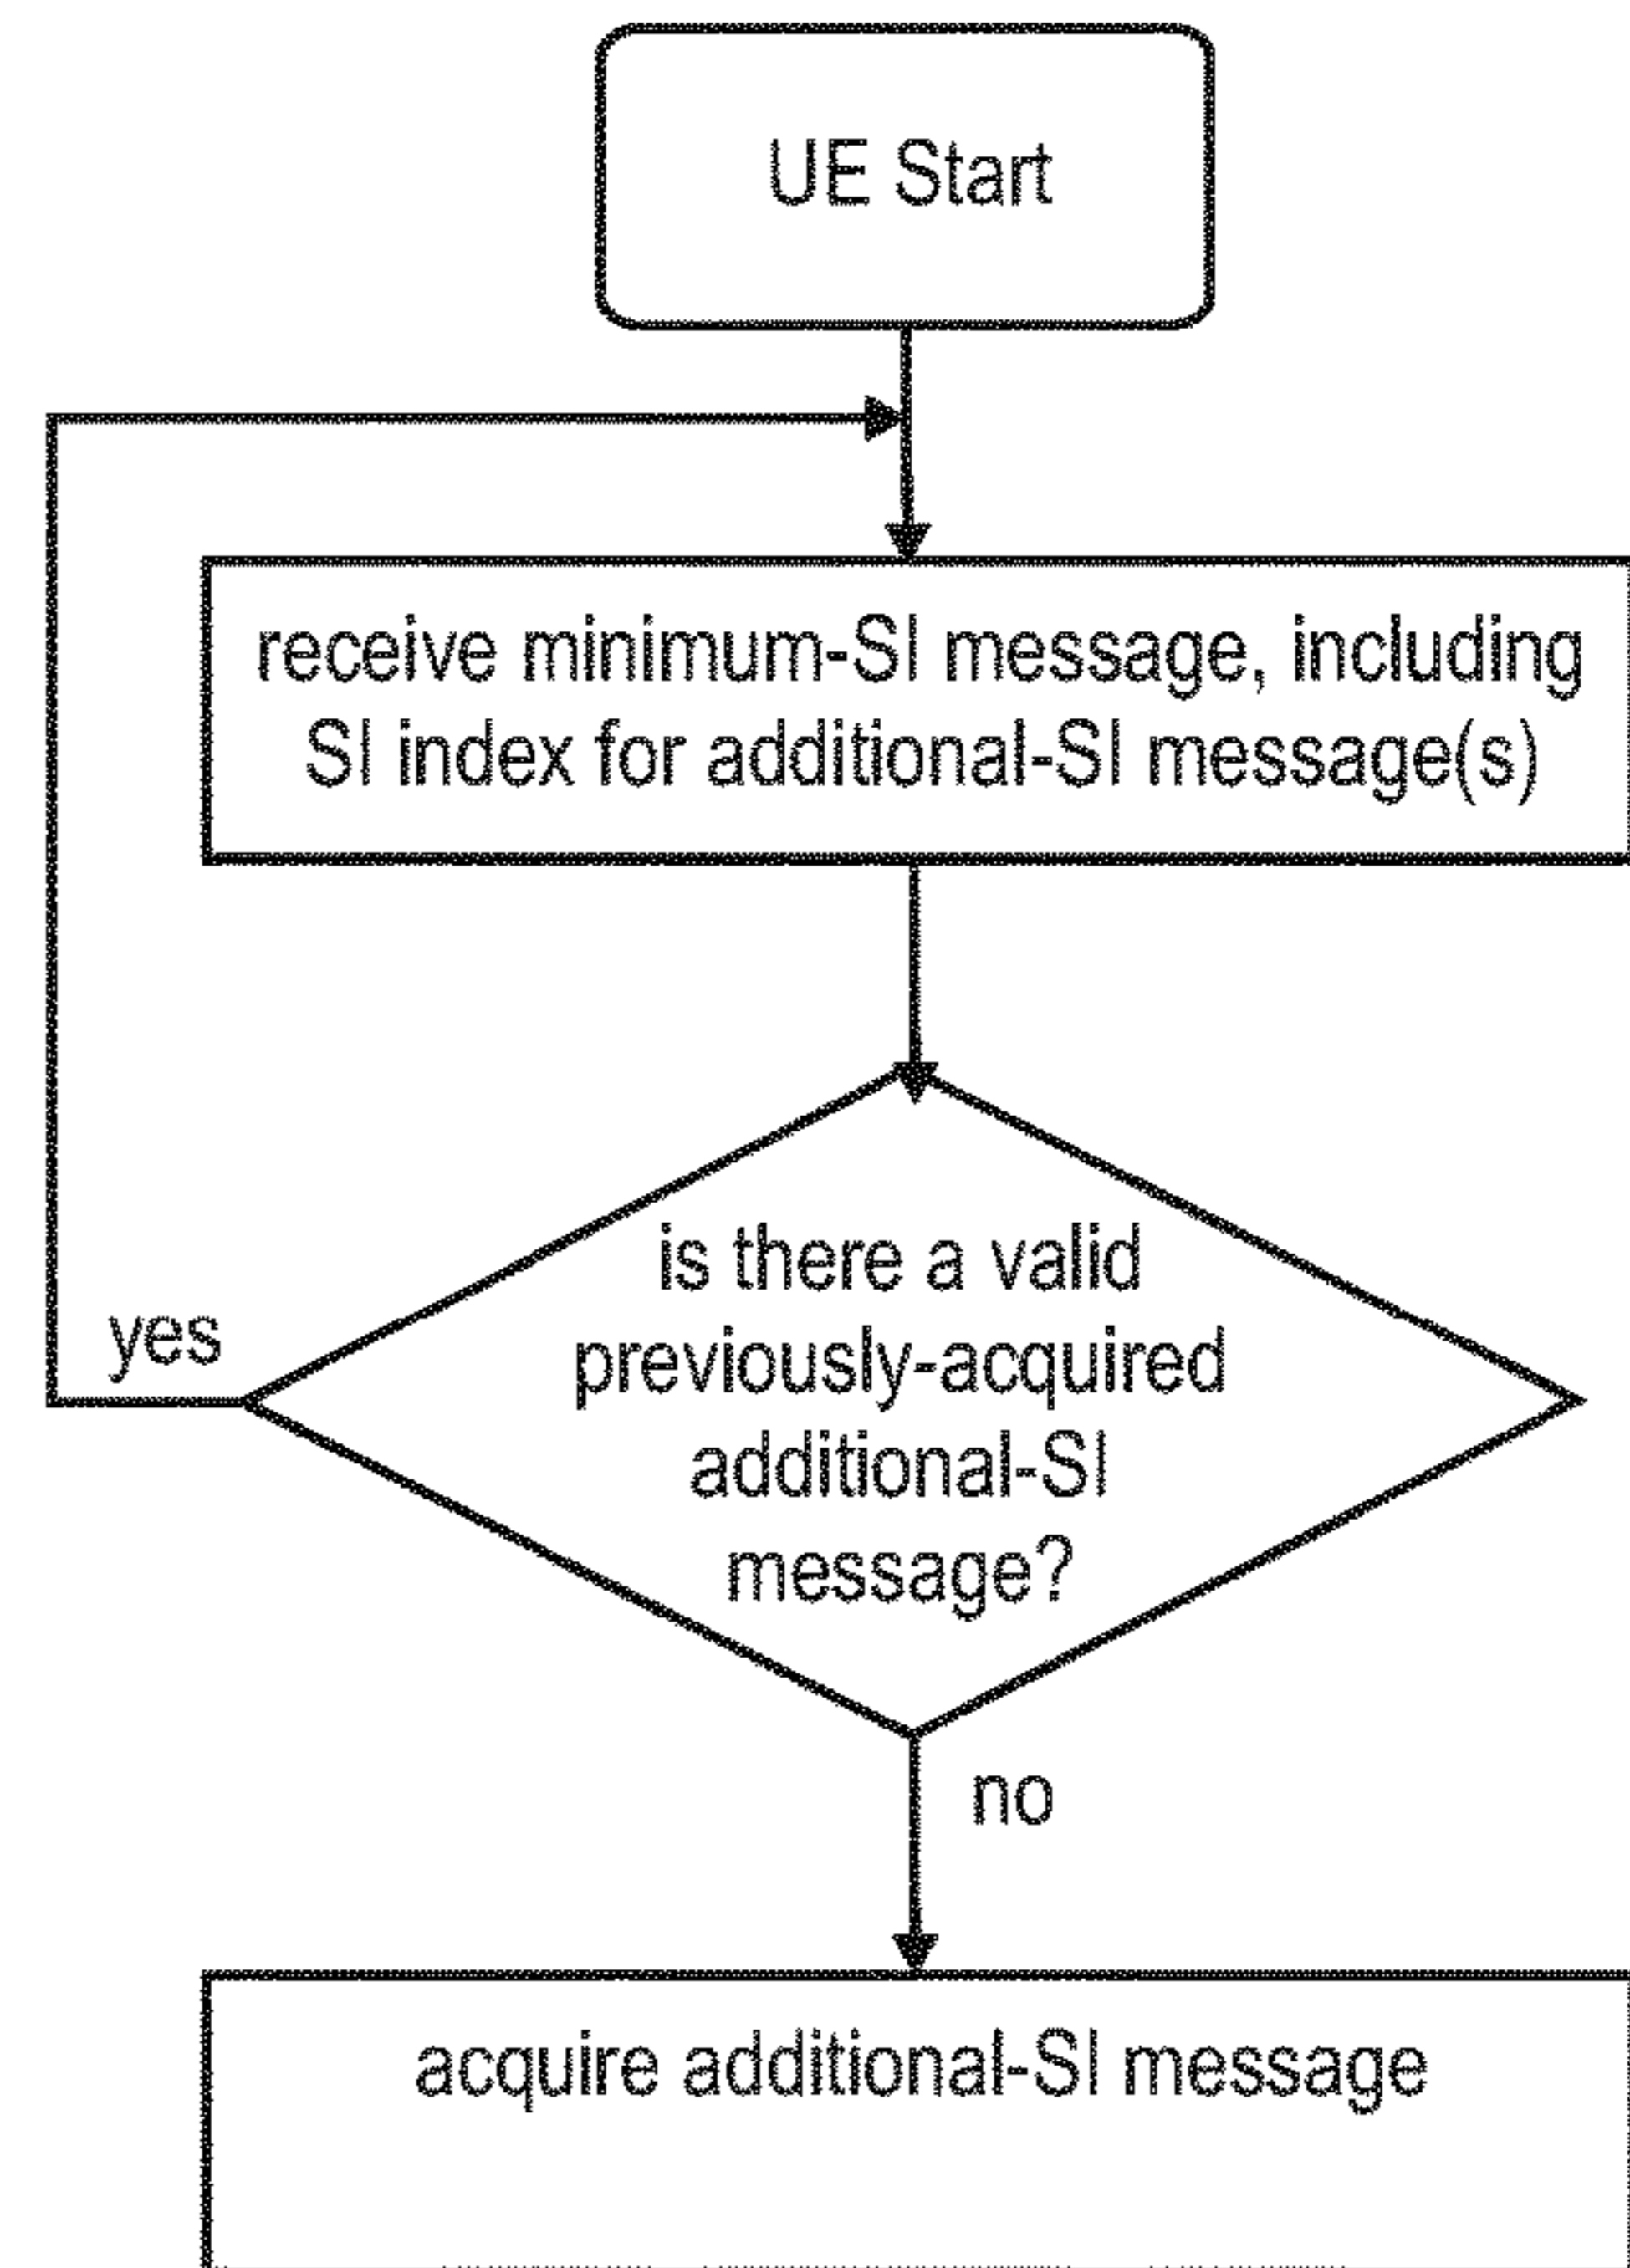 UE Start
receive minimum-SI message, including
SI index for additional-SI message(s)
is there a valid
previously-acquired
additional-SI
message?
yes
no
acquire additional-SI message